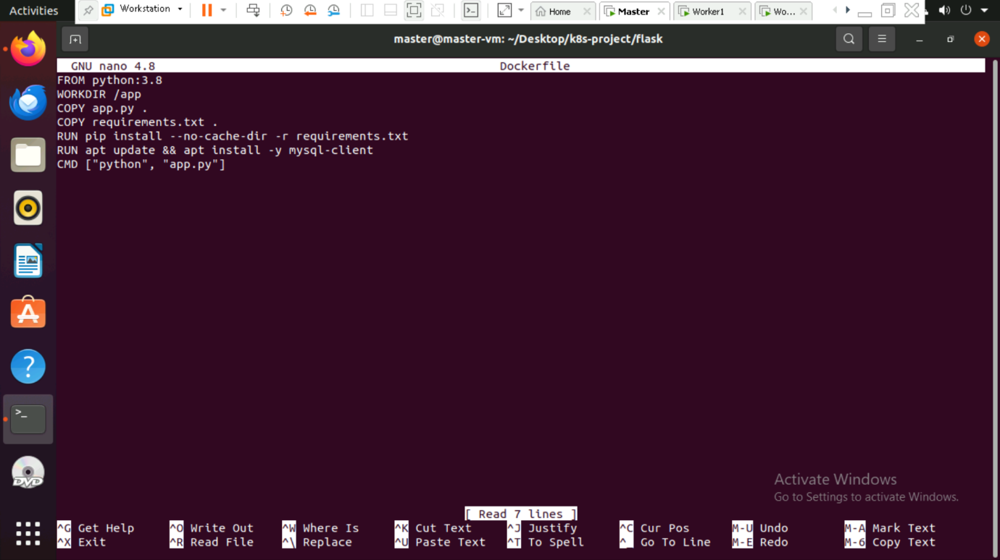 Activities
Workstation
Home
Master
Worker1
Wo...
master@master-vm: ~/Desktop/k8s-project/flask
GNU nano 4.8 Dockerfile
FROM python:3.8
WORKDIR /app
COPY app.py .
COPY requirements.txt .
RUN pip install --no-cache-dir -r requirements.txt
RUN apt update && apt install -y mysql-client
CMD ["python", "app.py"]
DVD
Activate Windows
Go to Settings to activate Windows.
[ Read 7 lines ]
^G Get Help ^O Write Out ^W Where Is ^K Cut Text ^J Justify ^C Cur Pos M-U Undo M-A Mark Text
^X Exit ^R Read File ^\ Replace ^U Paste Text ^T To Spell ^_ Go To Line M-E Redo M-6 Copy Text